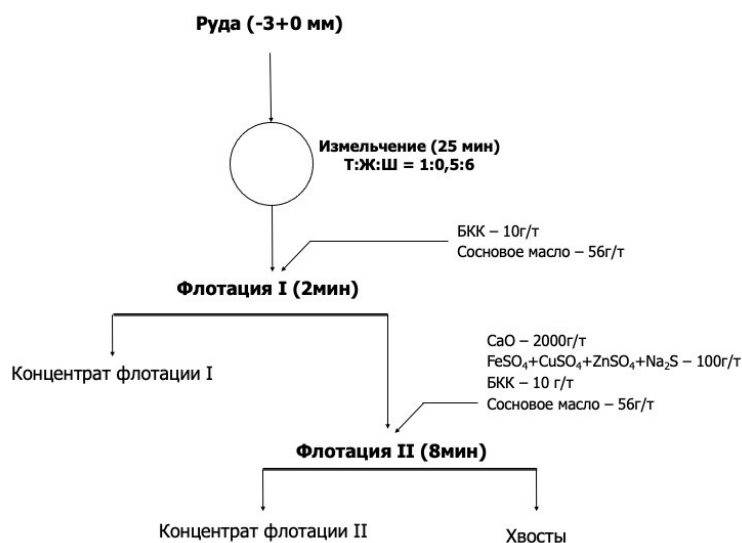 Руда (-3+0 мм)
Измельчение (25 мин)
Т:Ж:Ш = 1:0,5:6
БКК – 10г/т
Сосновое масло – 56г/т
Флотация I (2мин)
CaO – 2000г/т
FeSO₄+CuSO₄+ZnSO₄+Na₂S – 100г/т
БКК – 10 г/т
Сосновое масло – 56г/т
Концентрат флотации I
Флотация II (8мин)
Концентрат флотации II
Хвосты